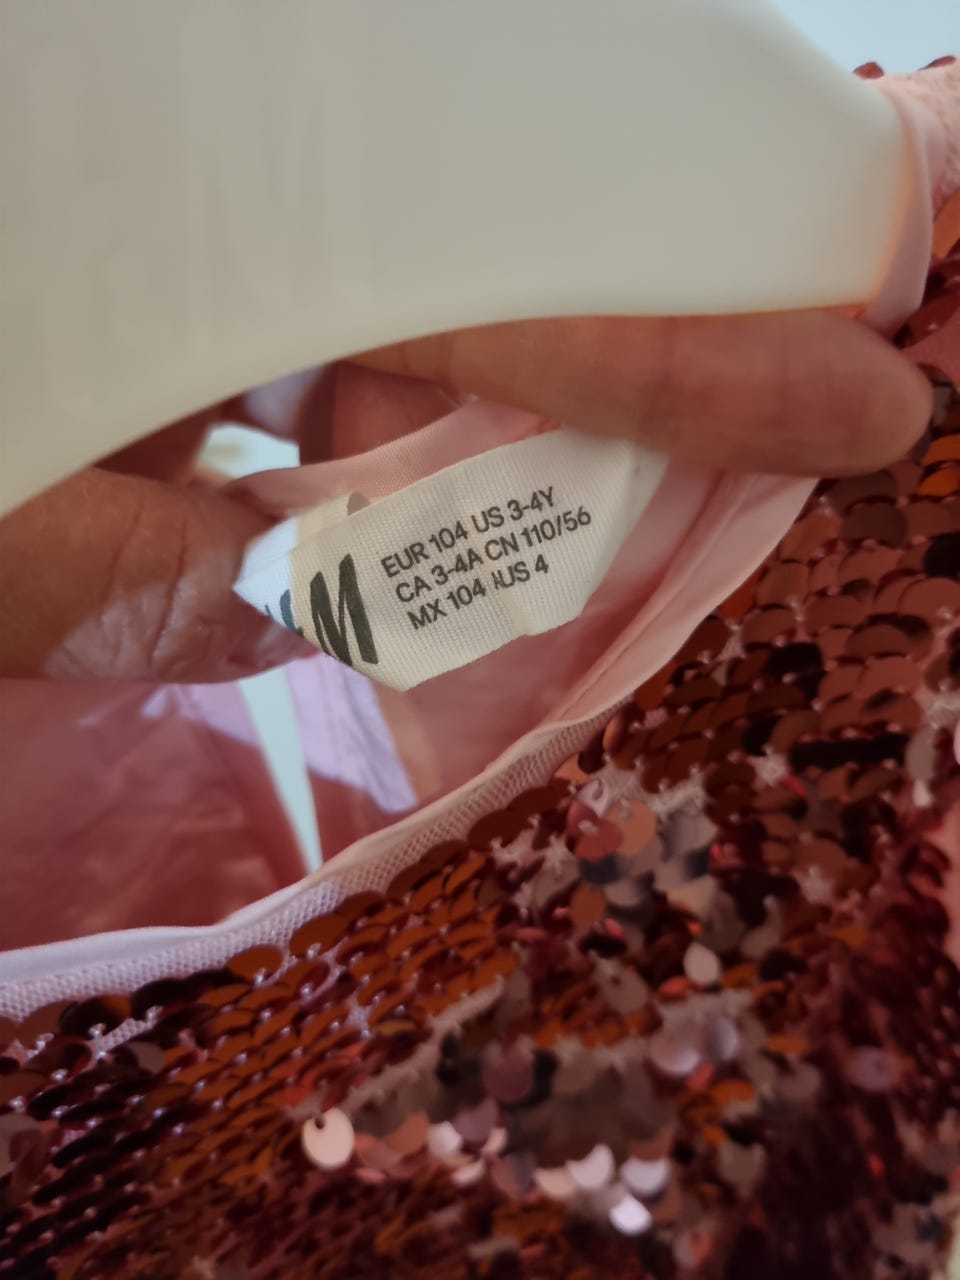 M
EUR 104 US 3-4Y
CA 3-4A CN 110/56
MX 104 AUS 4